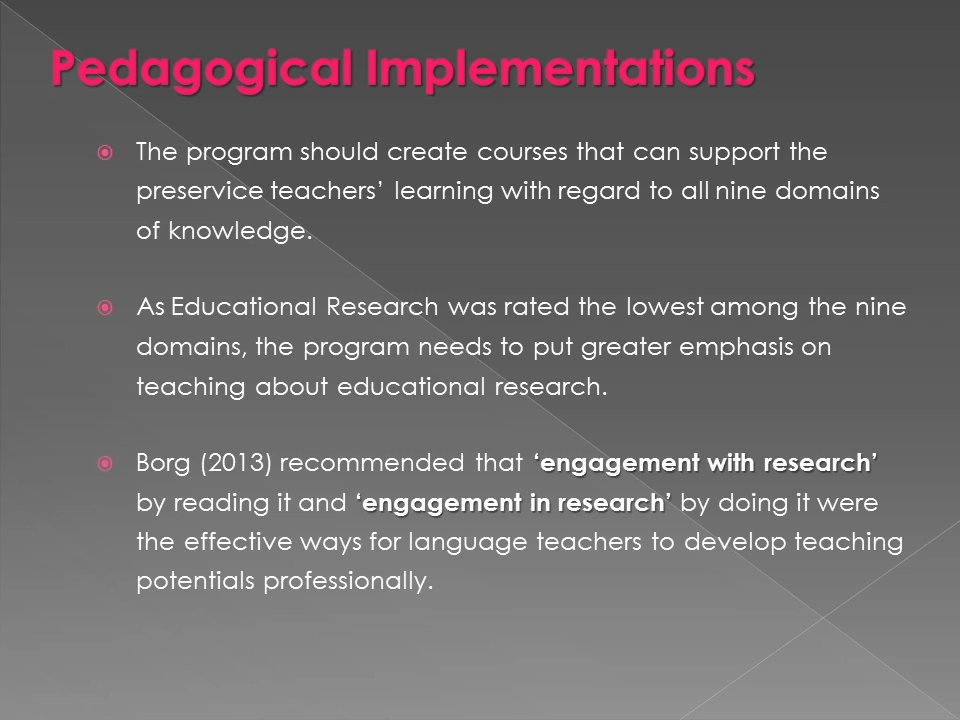 Pedagogical Implementations
The program should create courses that can support the
preservice teachers’ learning with regard to all nine domains
of knowledge.
As Educational Research was rated the lowest among the nine
domains, the program needs to put greater emphasis on
teaching about educational research.
Borg (2013) recommended that ‘engagement with research’
by reading it and ‘engagement in research’ by doing it were
the effective ways for language teachers to develop teaching
potentials professionally.